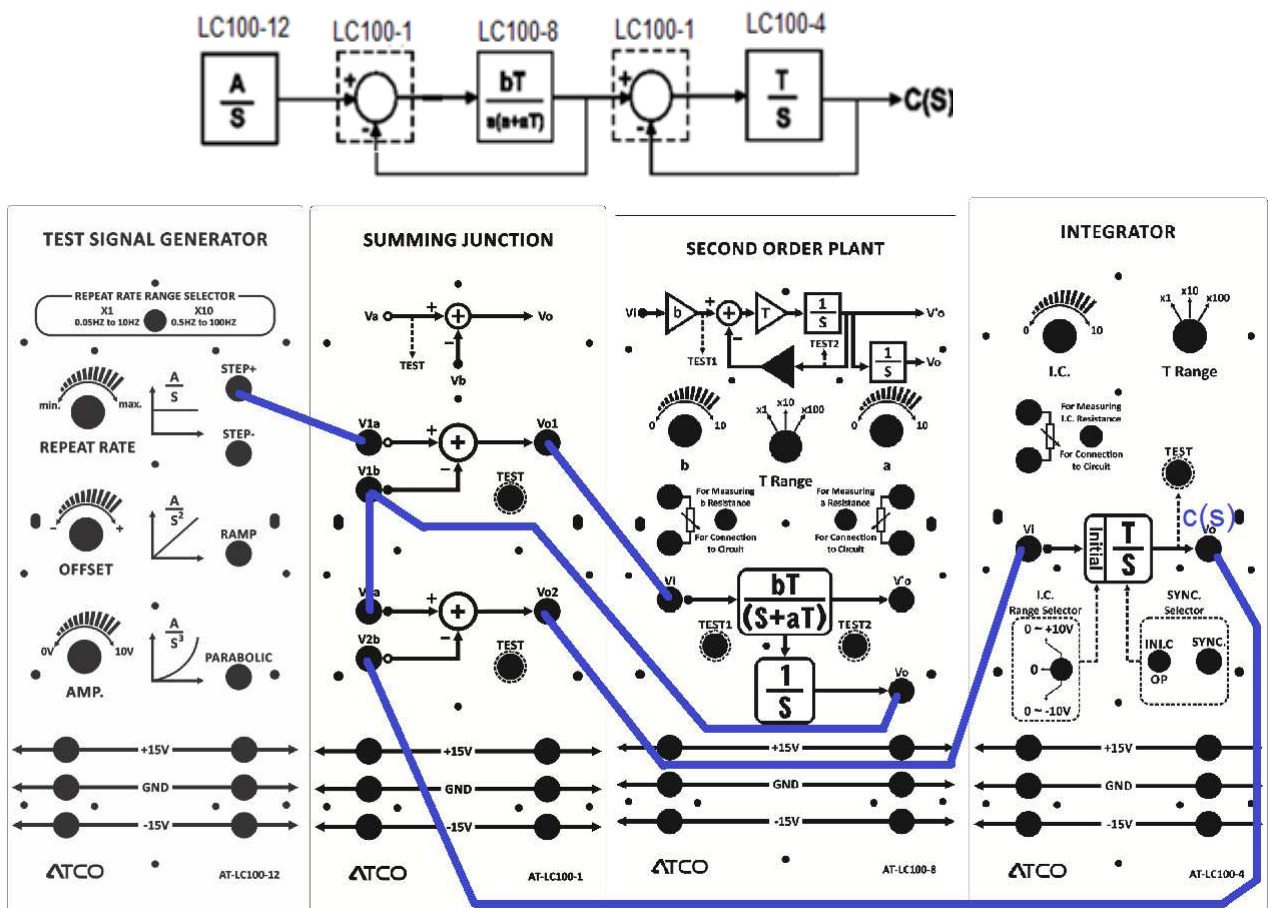 LC100-12 LC100-1 LC100-8 LC100-1 LC100-4
A
S
+
-
bT
s(s+aT)
+
-
T
S
C(S)
TEST SIGNAL GENERATOR
REPEAT RATE RANGE SELECTOR
X1 X10
0.05HZ to 10HZ 0.5HZ to 100HZ
min. max.
REPEAT RATE
A
S
STEP+
STEP-
- +
OFFSET
A
S²
RAMP
0V 10V
AMP.
A
S³
PARABOLIC
+15V
GND
-15V
ATCO AT-LC100-12
SUMMING JUNCTION
Va + + Vo
-
TEST
Vb
V1a + + Vo1
V1b -
TEST
+ + Vo2
V2b -
TEST
+15V
GND
-15V
ATCO AT-LC100-1
SECOND ORDER PLANT
Vi b + + T 1 V'o
S
-
TEST1 TEST2
1 Vo
S
0 10
b
x1 x10 x100
T Range
0 10
a
For Measuring
b Resistance
For Connection
to Circuit
For Measuring
a Resistance
For Connection
to Circuit
Vi bT V'o
(S+aT)
TEST1 TEST2
1
S
Vo
+15V
GND
-15V
ATCO AT-LC100-8
INTEGRATOR
0 10
I.C.
x1 x10 x100
T Range
For Measuring
I.C. Resistance
For Connection
to Circuit
TEST
C(S)
Vi Initial T Vo
S
I.C.
Range Selector
0 ~ +10V
0
0 ~ -10V
SYNC.
Selector
INI.C SYNC.
OP
+15V
GND
-15V
ATCO AT-LC100-4